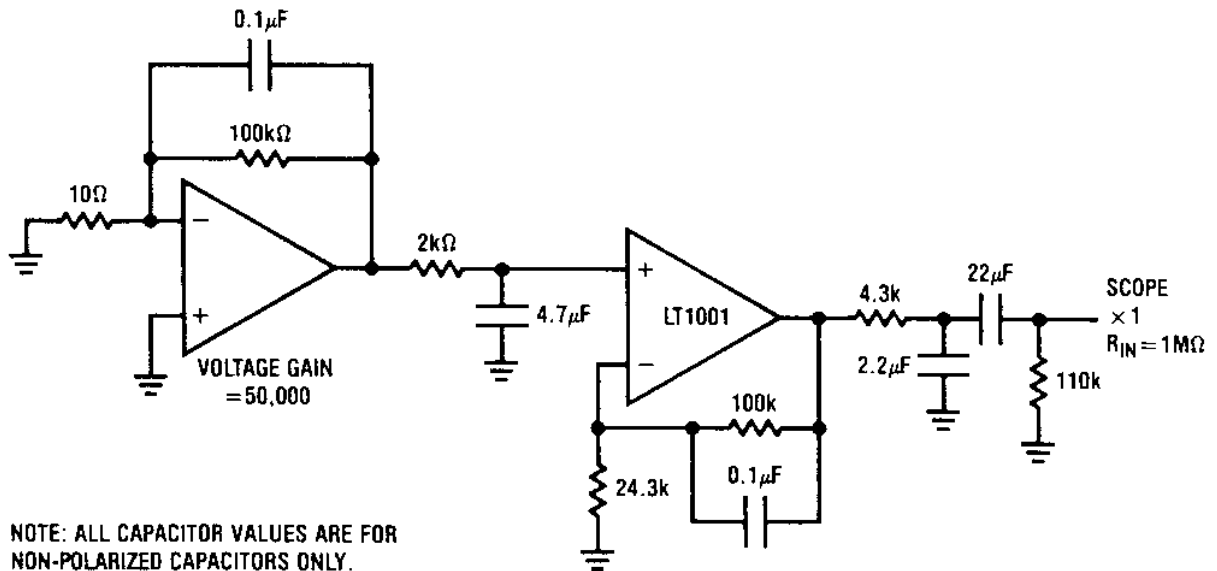 0.1µF
100kΩ
10Ω
−
+
VOLTAGE GAIN
=50,000
2kΩ
4.7µF
+
LT1001
−
4.3k
22µF
SCOPE
×1
R_IN=1MΩ
2.2µF
110k
100k
24.3k
0.1µF
NOTE: ALL CAPACITOR VALUES ARE FOR
NON-POLARIZED CAPACITORS ONLY.